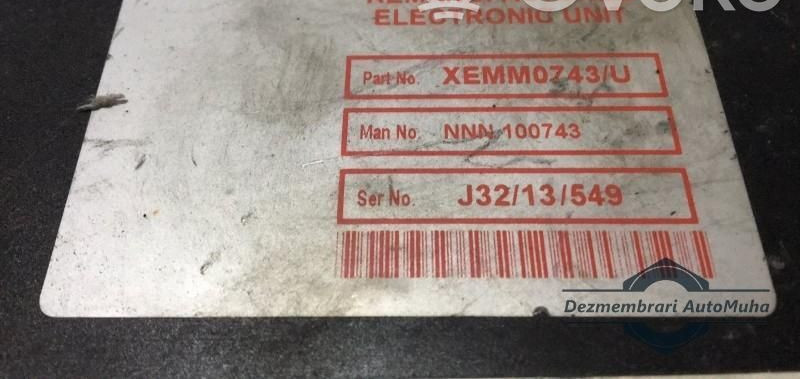 ELECTRONIC UNIT
Part No. XEMM0743/U
Man No. NNN 100743
Ser No. J32/13/549
Dezmembrari AutoMuha